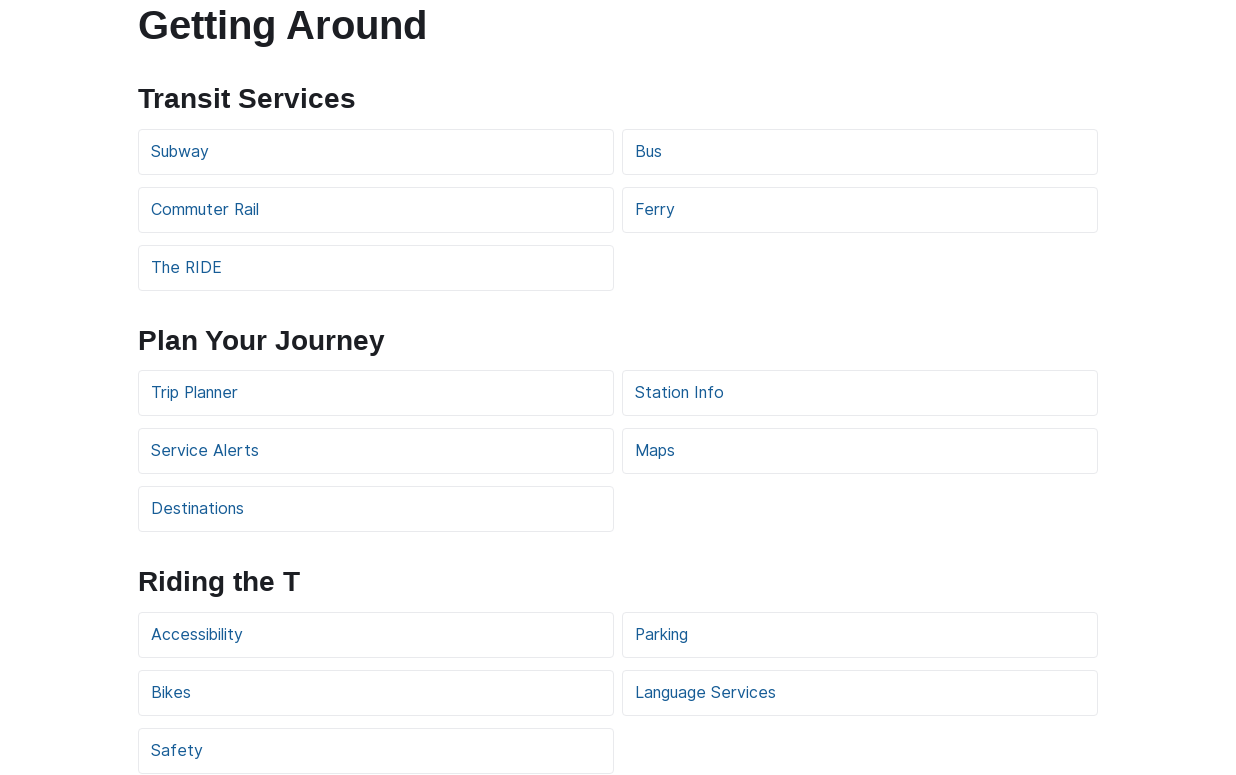 Getting Around
Transit Services
Subway
Bus
Commuter Rail
Ferry
The RIDE
Plan Your Journey
Trip Planner
Station Info
Service Alerts
Maps
Destinations
Riding the T
Accessibility
Parking
Bikes
Language Services
Safety